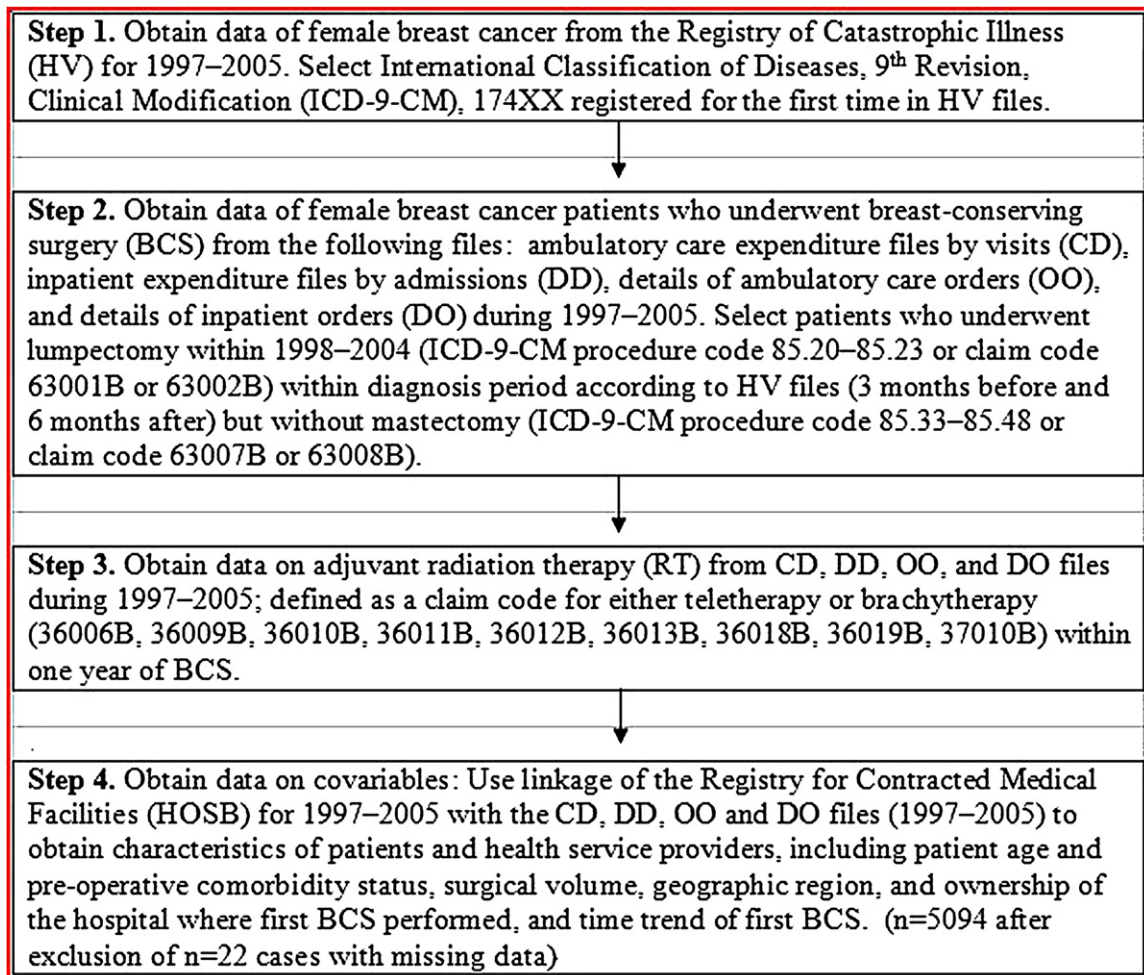 Step 1. Obtain data of female breast cancer from the Registry of Catastrophic Illness
(HV) for 1997–2005. Select International Classification of Diseases, 9th Revision,
Clinical Modification (ICD-9-CM), 174XX registered for the first time in HV files.
Step 2. Obtain data of female breast cancer patients who underwent breast-conserving
surgery (BCS) from the following files: ambulatory care expenditure files by visits (CD),
inpatient expenditure files by admissions (DD), details of ambulatory care orders (OO),
and details of inpatient orders (DO) during 1997–2005. Select patients who underwent
lumpectomy within 1998–2004 (ICD-9-CM procedure code 85.20–85.23 or claim code
63001B or 63002B) within diagnosis period according to HV files (3 months before and
6 months after) but without mastectomy (ICD-9-CM procedure code 85.33–85.48 or
claim code 63007B or 63008B).
Step 3. Obtain data on adjuvant radiation therapy (RT) from CD, DD, OO, and DO files
during 1997–2005; defined as a claim code for either teletherapy or brachytherapy
(36006B, 36009B, 36010B, 36011B, 36012B, 36013B, 36018B, 36019B, 37010B) within
one year of BCS.
Step 4. Obtain data on covariables: Use linkage of the Registry for Contracted Medical
Facilities (HOSB) for 1997–2005 with the CD, DD, OO and DO files (1997–2005) to
obtain characteristics of patients and health service providers, including patient age and
pre-operative comorbidity status, surgical volume, geographic region, and ownership of
the hospital where first BCS performed, and time trend of first BCS. (n=5094 after
exclusion of n=22 cases with missing data)